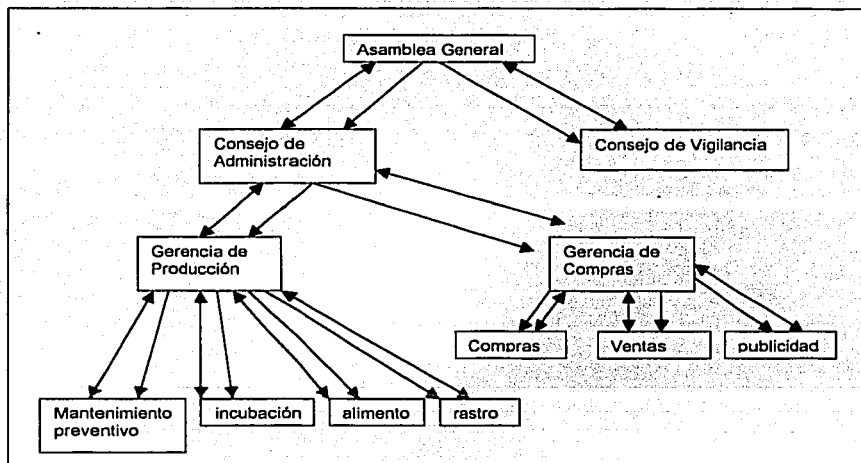 Asamblea General
Consejo de
Administración
Consejo de Vigilancia
Gerencia de
Producción
Gerencia de
Compras
Compras
Ventas
publicidad
Mantenimiento
preventivo
incubación
alimento
rastro